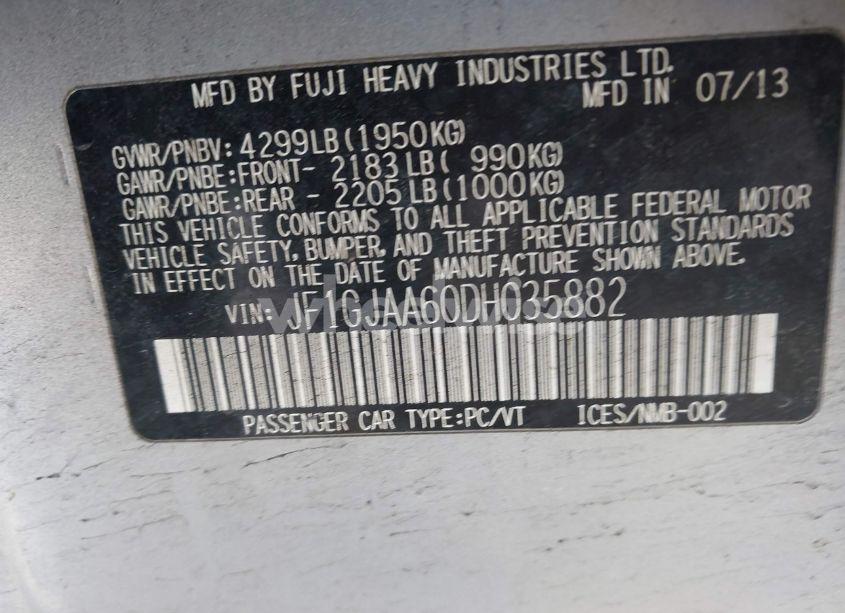 MFD BY FUJI HEAVY INDUSTRIES LTD.
MFD IN 07/13
GVWR/PNBV: 4299LB(1950KG)
GAWR/PNBE:FRONT- 2183LB( 990KG)
GAWR/PNBE:REAR - 2205LB(1000KG)
THIS VEHICLE CONFORMS TO ALL APPLICABLE FEDERAL MOTOR
VEHICLE SAFETY, BUMPER, AND THEFT PREVENTION STANDARDS
IN EFFECT ON THE DATE OF MANUFACTURE SHOWN ABOVE.
VIN: JF1GJAA60DH035882
PASSENGER CAR TYPE:PC/VT 1CES/NMB-002